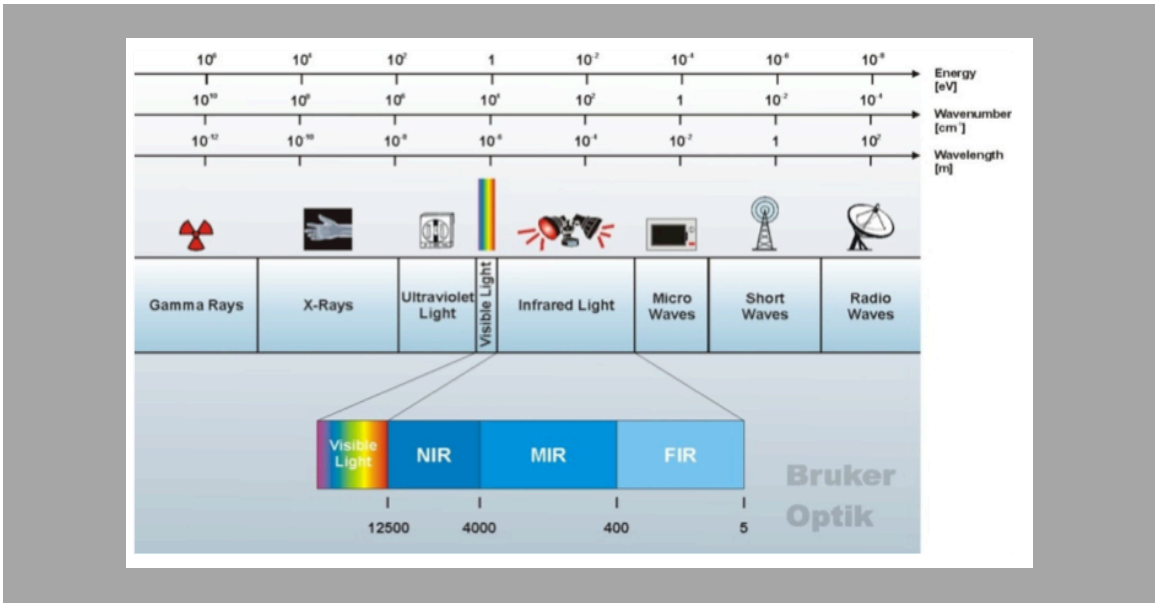 10⁶ 10⁴ 10² 1 10⁻² 10⁻⁴ 10⁻⁶ 10⁻⁸
Energy
[eV]
10¹⁰ 10⁸ 10⁶ 10⁴ 10² 1 10⁻² 10⁻⁴
Wavenumber
[cm⁻¹]
10⁻¹² 10⁻¹⁰ 10⁻⁸ 10⁻⁶ 10⁻⁴ 10⁻² 1 10²
Wavelength
[m]
Gamma Rays
X-Rays
Ultraviolet
Light
Visible Light
Infrared Light
Micro
Waves
Short
Waves
Radio
Waves
Visible
Light
NIR
MIR
FIR
12500 4000 400 5
Bruker
Optik